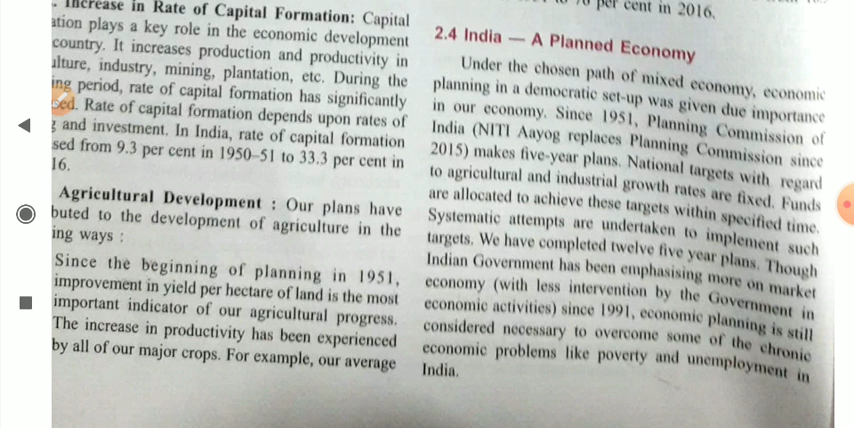 Increase in Rate of Capital Formation: Capital
ation plays a key role in the economic development
country. It increases production and productivity in
ulture, industry, mining, plantation, etc. During the
ing period, rate of capital formation has significantly
sed. Rate of capital formation depends upon rates of
and investment. In India, rate of capital formation
sed from 9.3 per cent in 1950–51 to 33.3 per cent in
16.
Agricultural Development : Our plans have
buted to the development of agriculture in the
ing ways :
Since the beginning of planning in 1951,
improvement in yield per hectare of land is the most
important indicator of our agricultural progress.
The increase in productivity has been experienced
by all of our major crops. For example, our average
per cent in 2016.
2.4 India — A Planned Economy
Under the chosen path of mixed economy, economic
planning in a democratic set-up was given due importance
in our economy. Since 1951, Planning Commission of
India (NITI Aayog replaces Planning Commission since
2015) makes five-year plans. National targets with regard
to agricultural and industrial growth rates are fixed. Funds
are allocated to achieve these targets within specified time.
Systematic attempts are undertaken to implement such
targets. We have completed twelve five year plans. Though
Indian Government has been emphasising more on market
economy (with less intervention by the Government in
economic activities) since 1991, economic planning is still
considered necessary to overcome some of the chronic
economic problems like poverty and unemployment in
India.